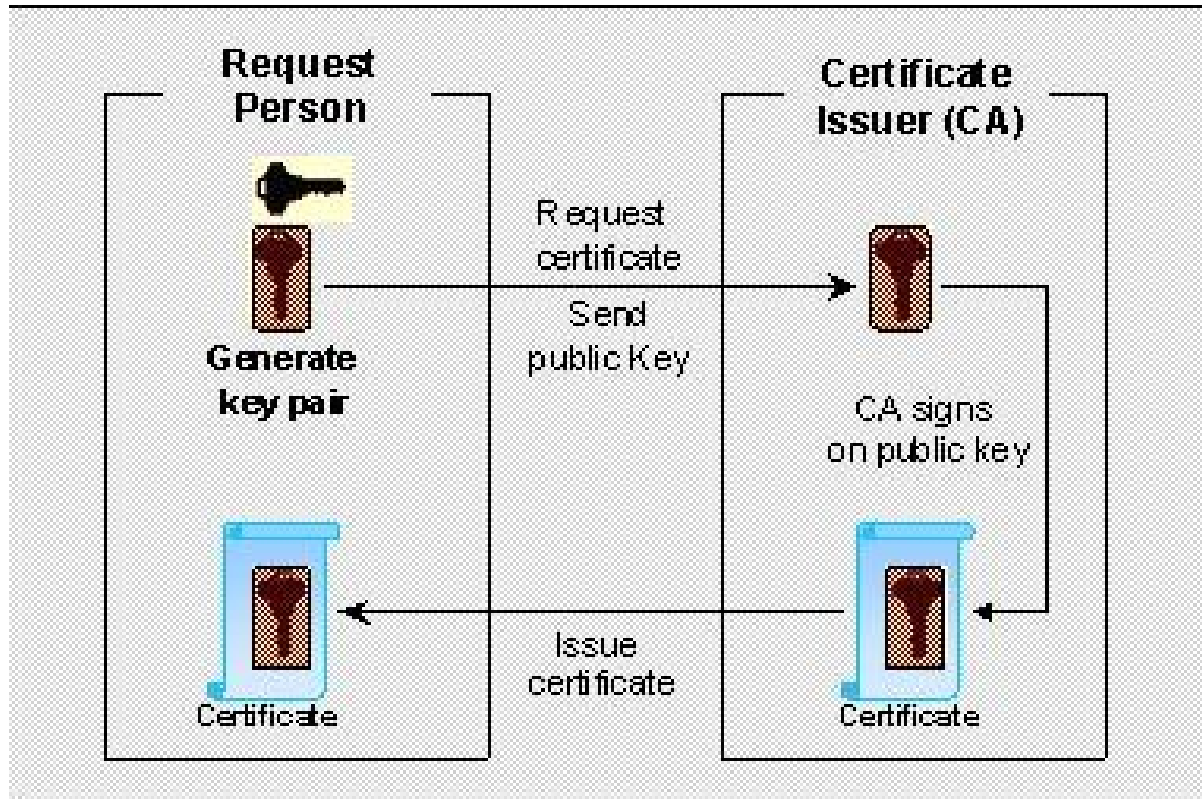 Request
Person
Certificate
Issuer (CA)
Request
certificate
Send
public Key
Generate
key pair
CA signs
on public key
Issue
certificate
Certificate
Certificate